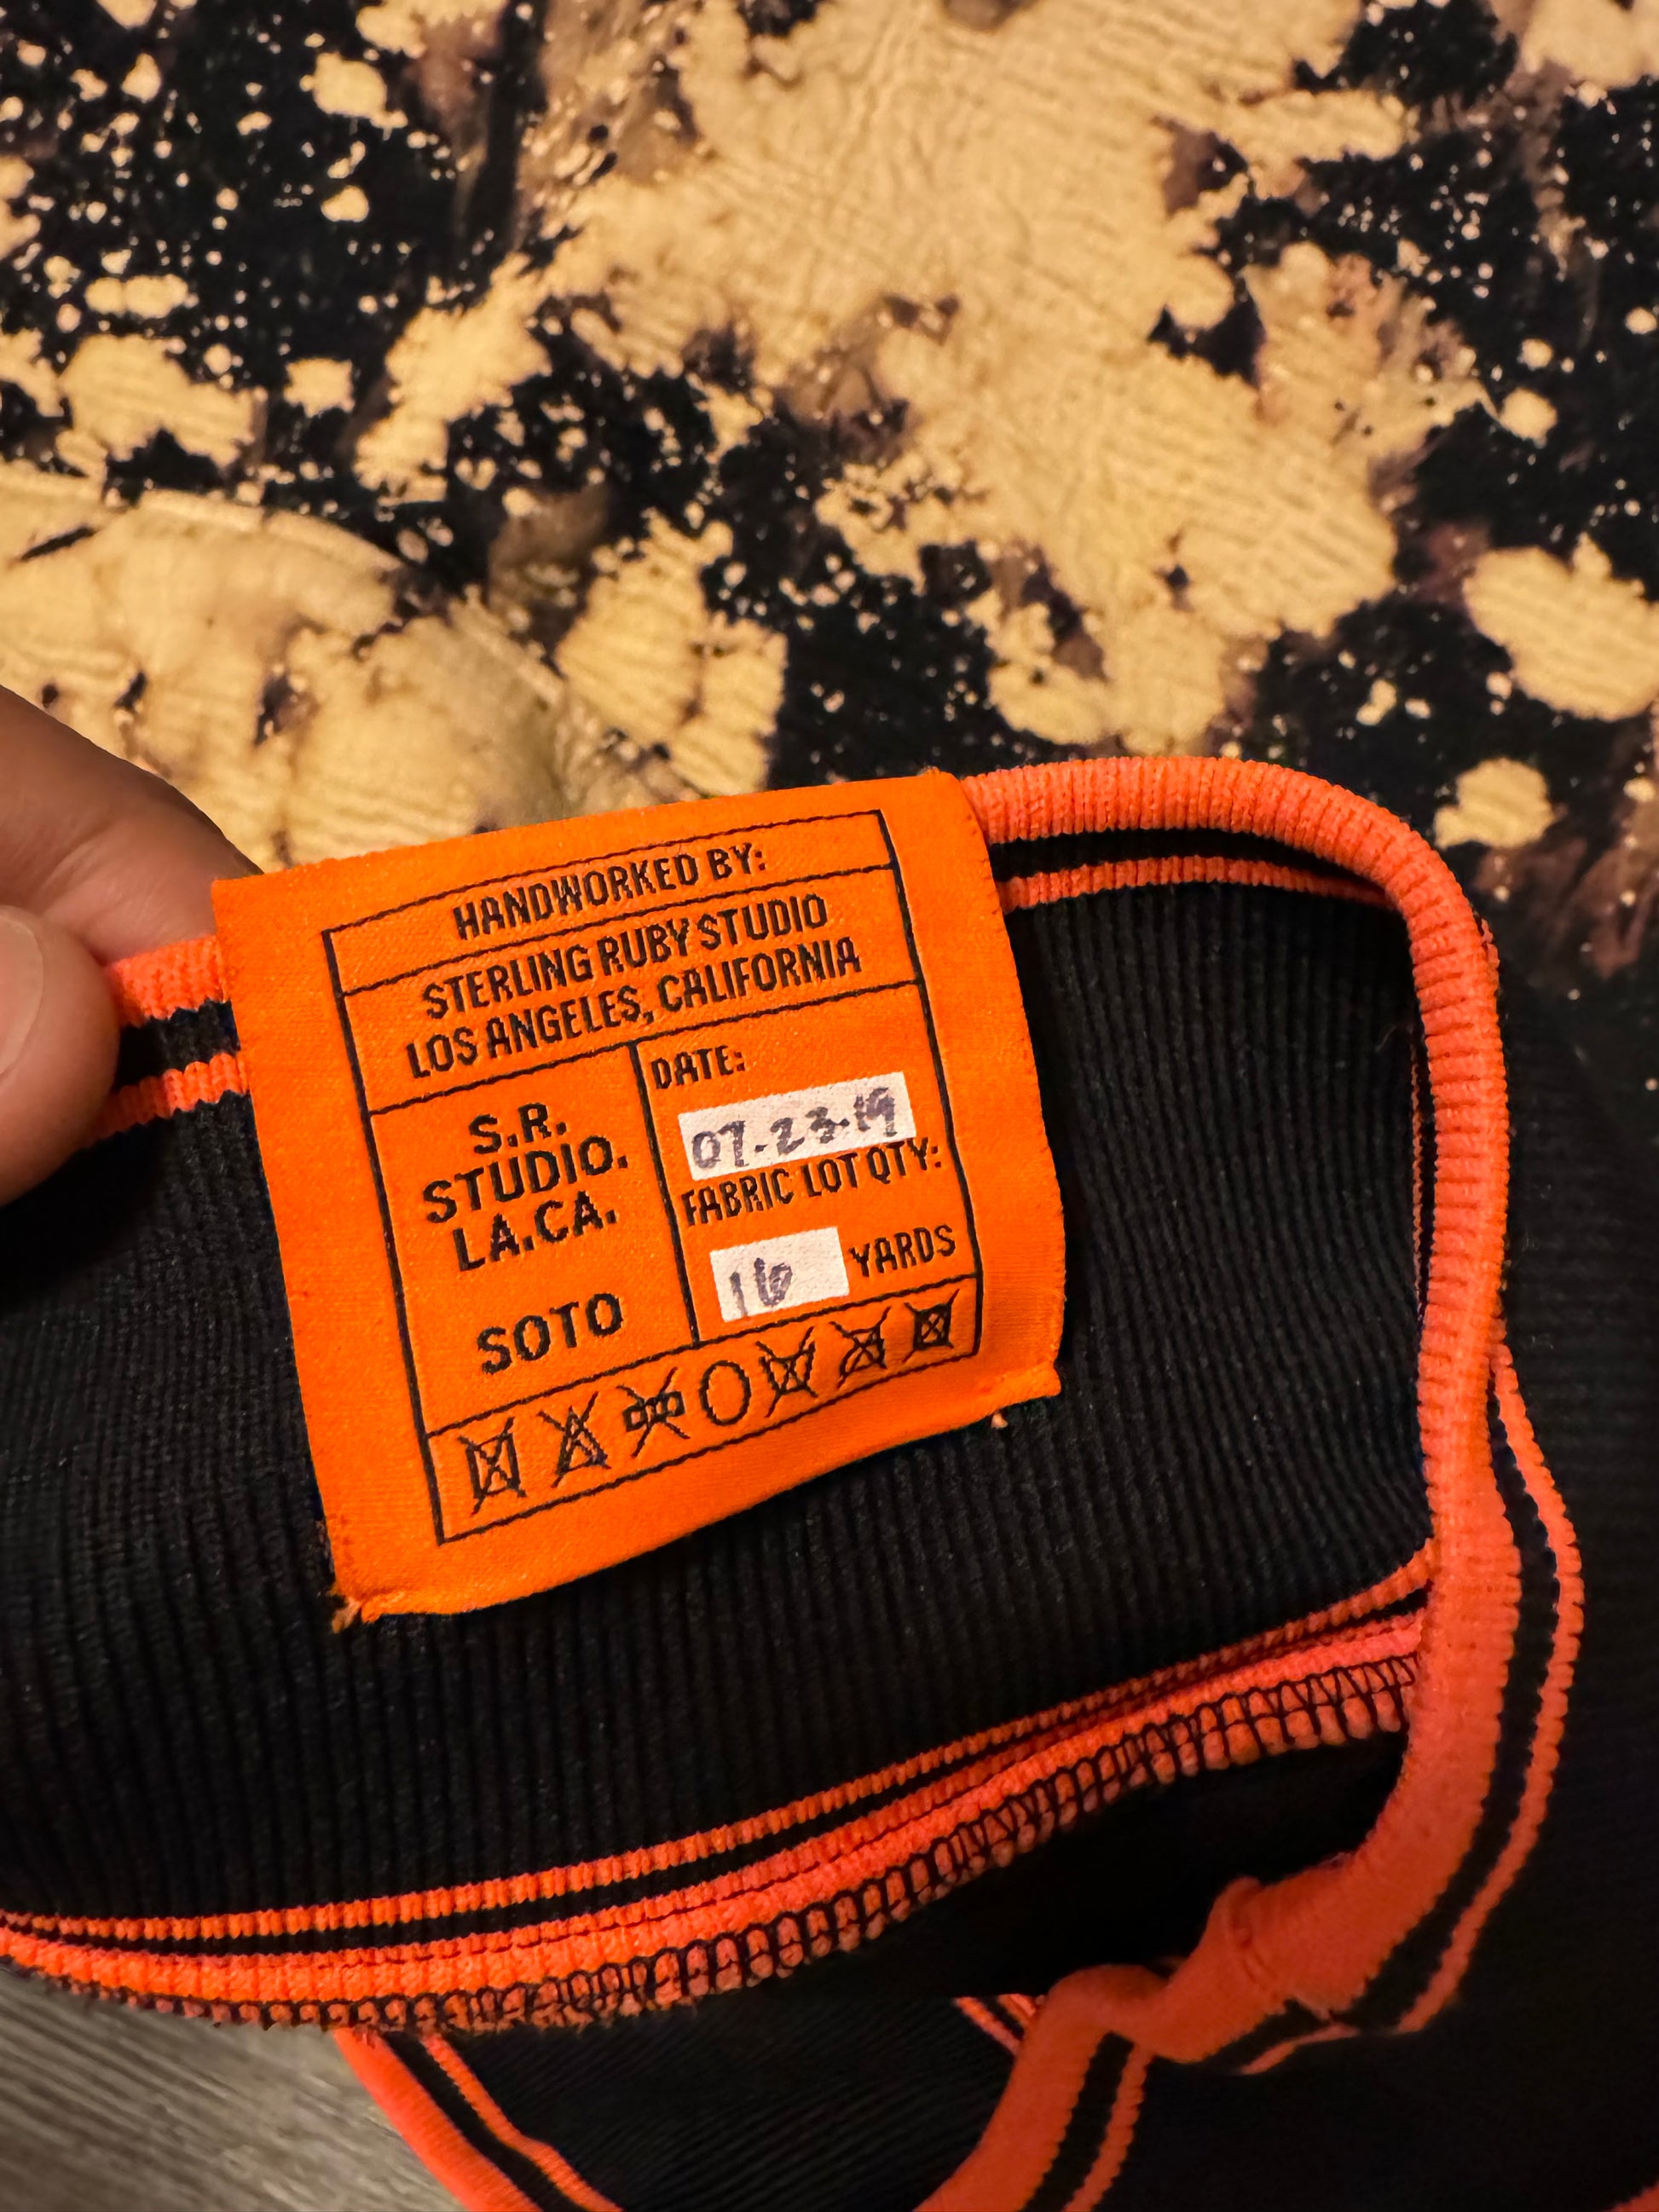 HANDWORKED BY:
STERLING RUBY STUDIO
LOS ANGELES, CALIFORNIA
S.R.
STUDIO.
LA.CA.
SOTO
DATE:
07.23.19
FABRIC LOT QTY:
16 YARDS